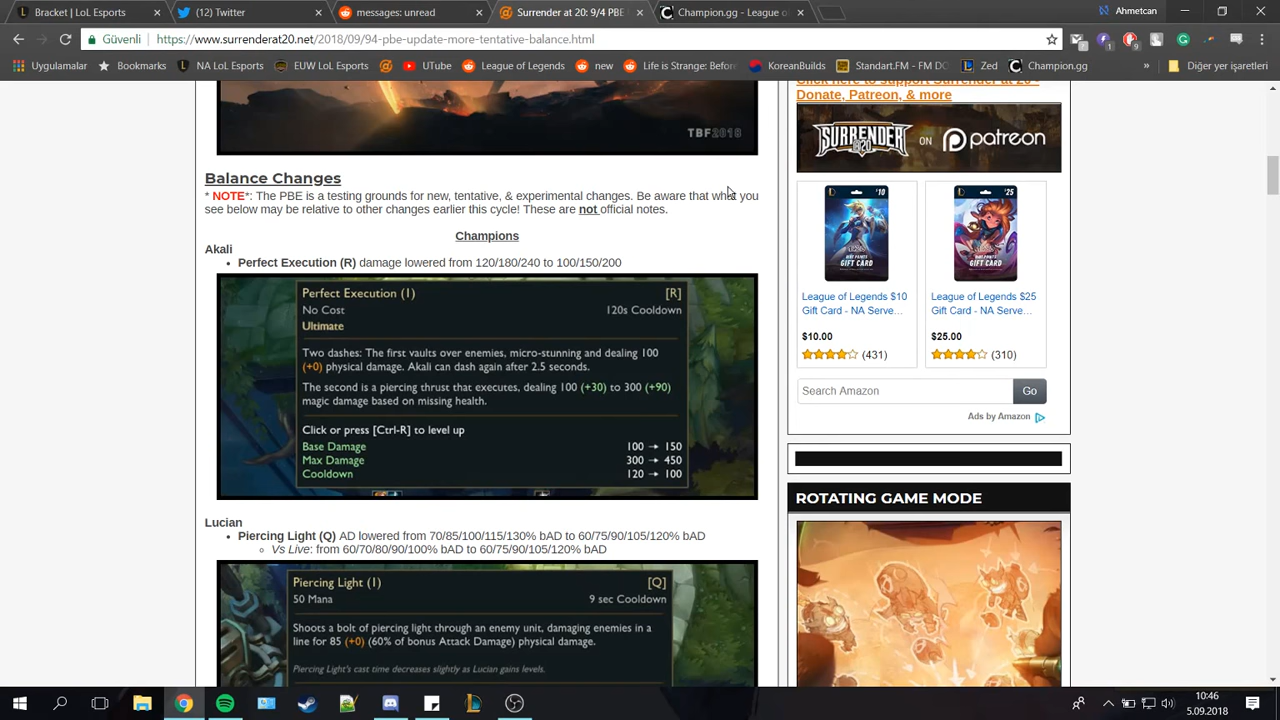 Bracket | LoL Esports
(12) Twitter
messages: unread
Surrender at 20: 9/4 PBE
Champion.gg - League o
Ahmetcan
Güvenli
https://www.surrenderat20.net/2018/09/94-pbe-update-more-tentative-balance.html
Uygulamalar
Bookmarks
NA LoL Esports
EUW LoL Esports
UTube
League of Legends
new
Life is Strange: Before
KoreanBuilds
Standart.FM - FM DO
Zed
Champion.gg
»
Diğer yer işaretleri
TBF2018
Balance Changes
* NOTE*: The PBE is a testing grounds for new, tentative, & experimental changes. Be aware that what you
see below may be relative to other changes earlier this cycle! These are not official notes.
Champions
Akali
• Perfect Execution (R) damage lowered from 120/180/240 to 100/150/200
Perfect Execution (1) [R]
No Cost 120s Cooldown
Ultimate
Two dashes: The first vaults over enemies, micro-stunning and dealing 100
(+0) physical damage. Akali can dash again after 2.5 seconds.
The second is a piercing thrust that executes, dealing 100 (+30) to 300 (+90)
magic damage based on missing health.
Click or press [Ctrl-R] to level up
Base Damage 100 → 150
Max Damage 300 → 450
Cooldown 120 → 100
Lucian
• Piercing Light (Q) AD lowered from 70/85/100/115/130% bAD to 60/75/90/105/120% bAD
Vs Live: from 60/70/80/90/100% bAD to 60/75/90/105/120% bAD
Piercing Light (1) [Q]
50 Mana 9 sec Cooldown
Shoots a bolt of piercing light through an enemy unit, damaging enemies in a
line for 85 (+0) (60% of bonus Attack Damage) physical damage.
Piercing Light's cast time decreases slightly as Lucian gains levels.
Click here to support Surrender at 20 -
Donate, Patreon, & more
SURRENDER ON patreon
$10 $25
GIFT CARD GIFT CARD
League of Legends $10
Gift Card - NA Serve…
$10.00
(431)
League of Legends $25
Gift Card - NA Serve…
$25.00
(310)
Search Amazon
Go
Ads by Amazon
ROTATING GAME MODE
10:46
5.09.2018